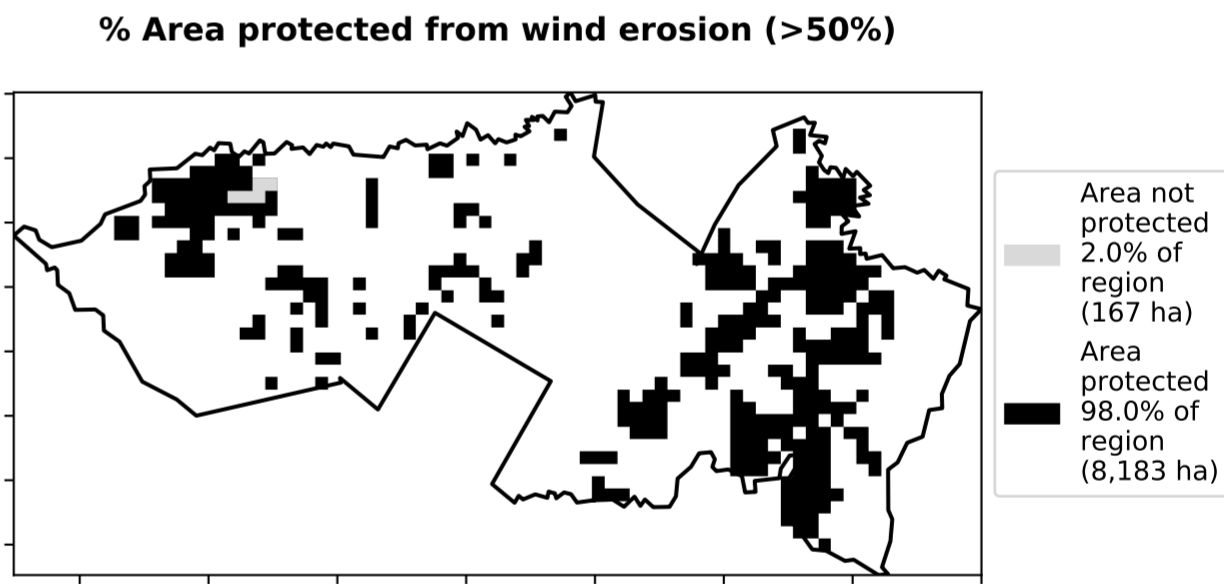 % Area protected from wind erosion (>50%)
Area not
protected
2.0% of
region
(167 ha)
Area
protected
98.0% of
region
(8,183 ha)